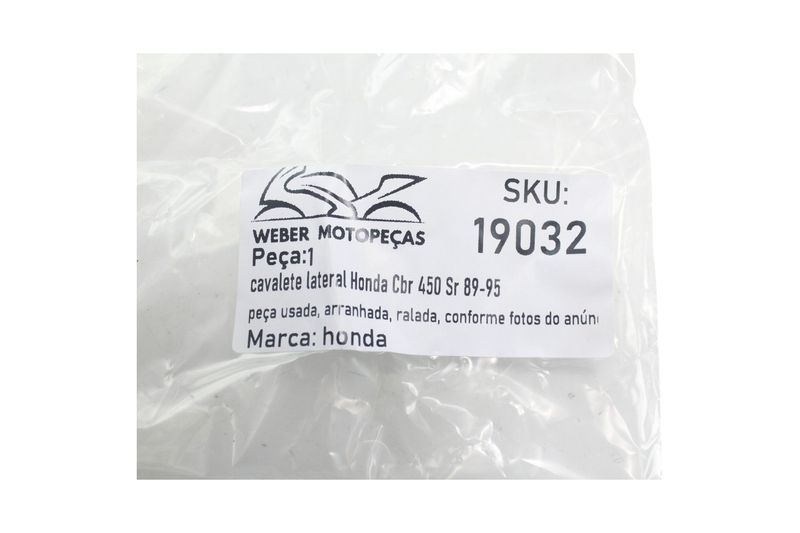 WEBER MOTOPEÇAS
SKU:
19032
Peça:1
cavalete lateral Honda Cbr 450 Sr 89-95
peça usada, arranhada, ralada, conforme fotos do anún
Marca: honda